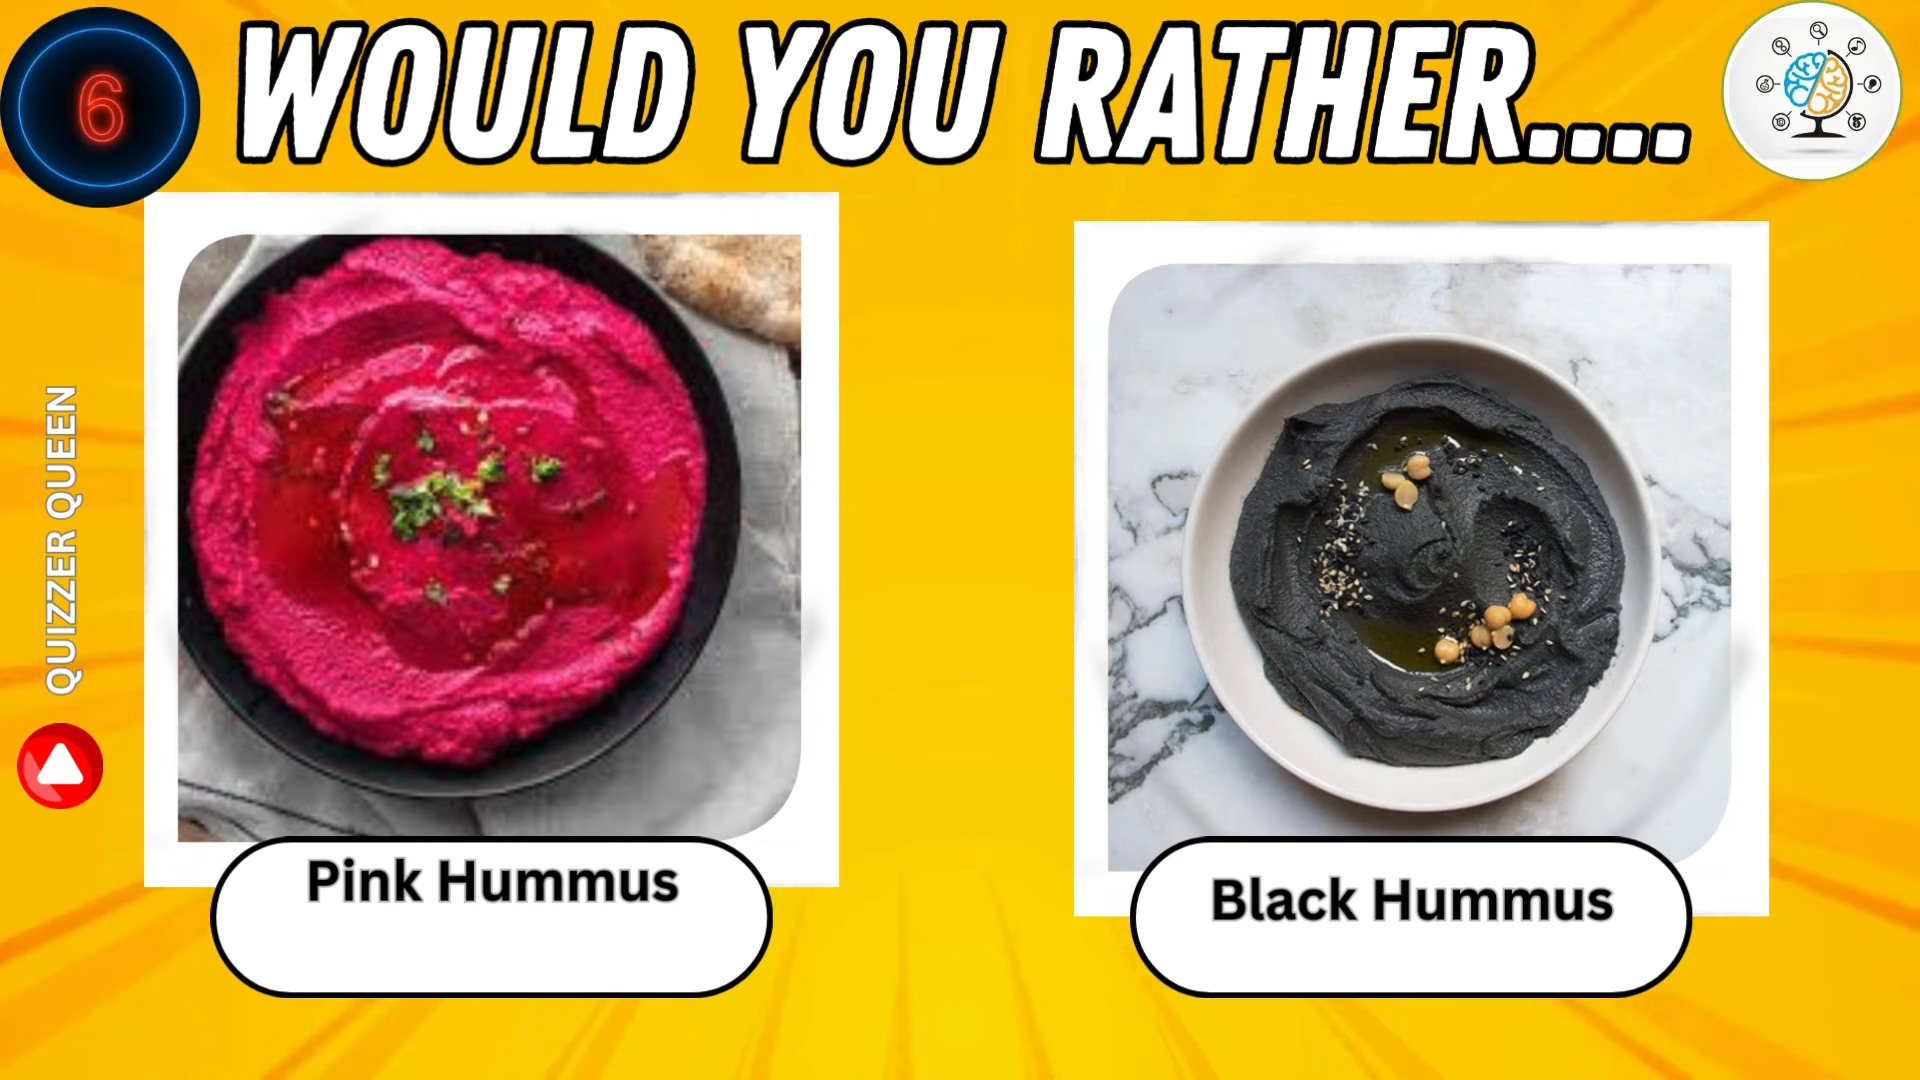 6
WOULD YOU RATHER....
QUIZZER QUEEN
Pink Hummus
Black Hummus